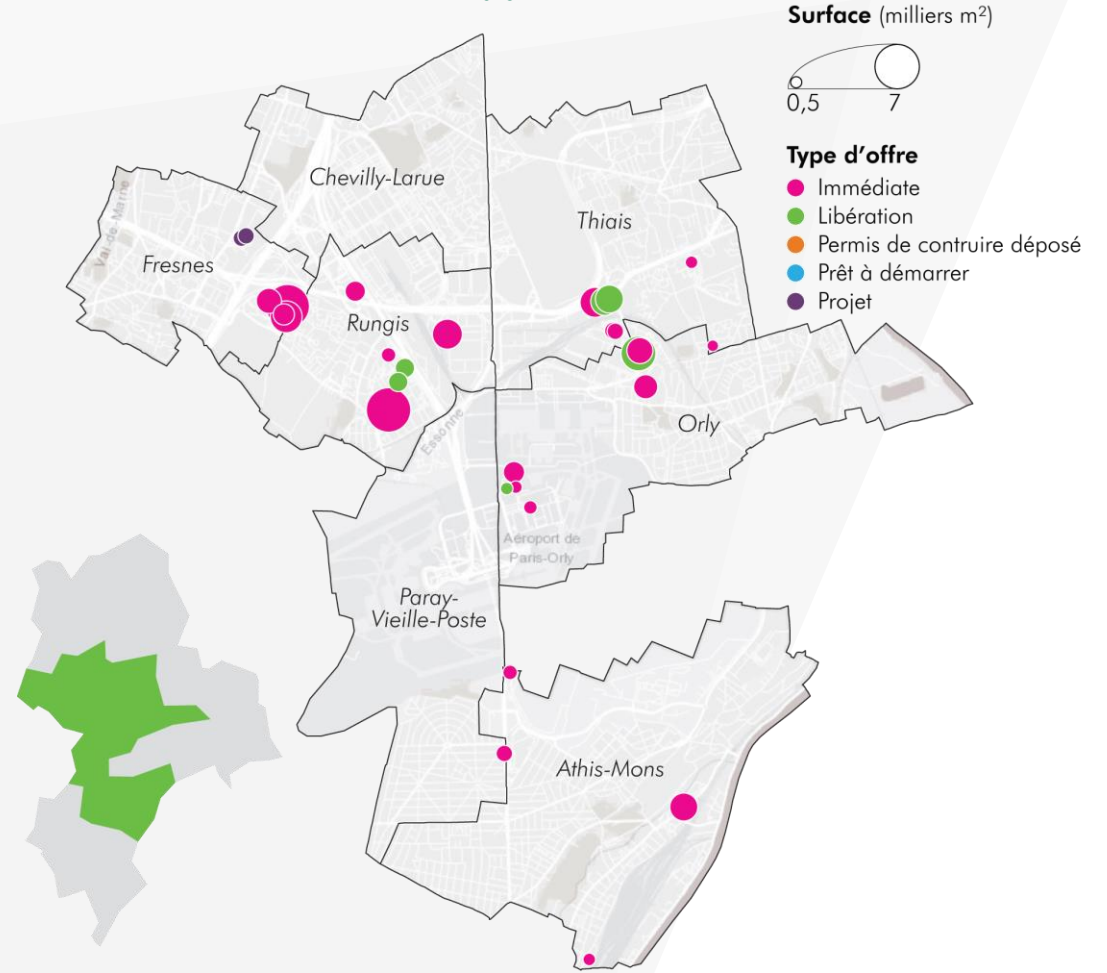 Surface (milliers m²)
0,5 7
Type d’offre
Immédiate
Libération
Permis de contruire déposé
Prêt à démarrer
Projet
Chevilly-Larue
Thiais
Val-de-Marne
Fresnes
Rungis
Orly
Essonne
Aéroport de
Paris-Orly
Paray-
Vieille-Poste
Athis-Mons